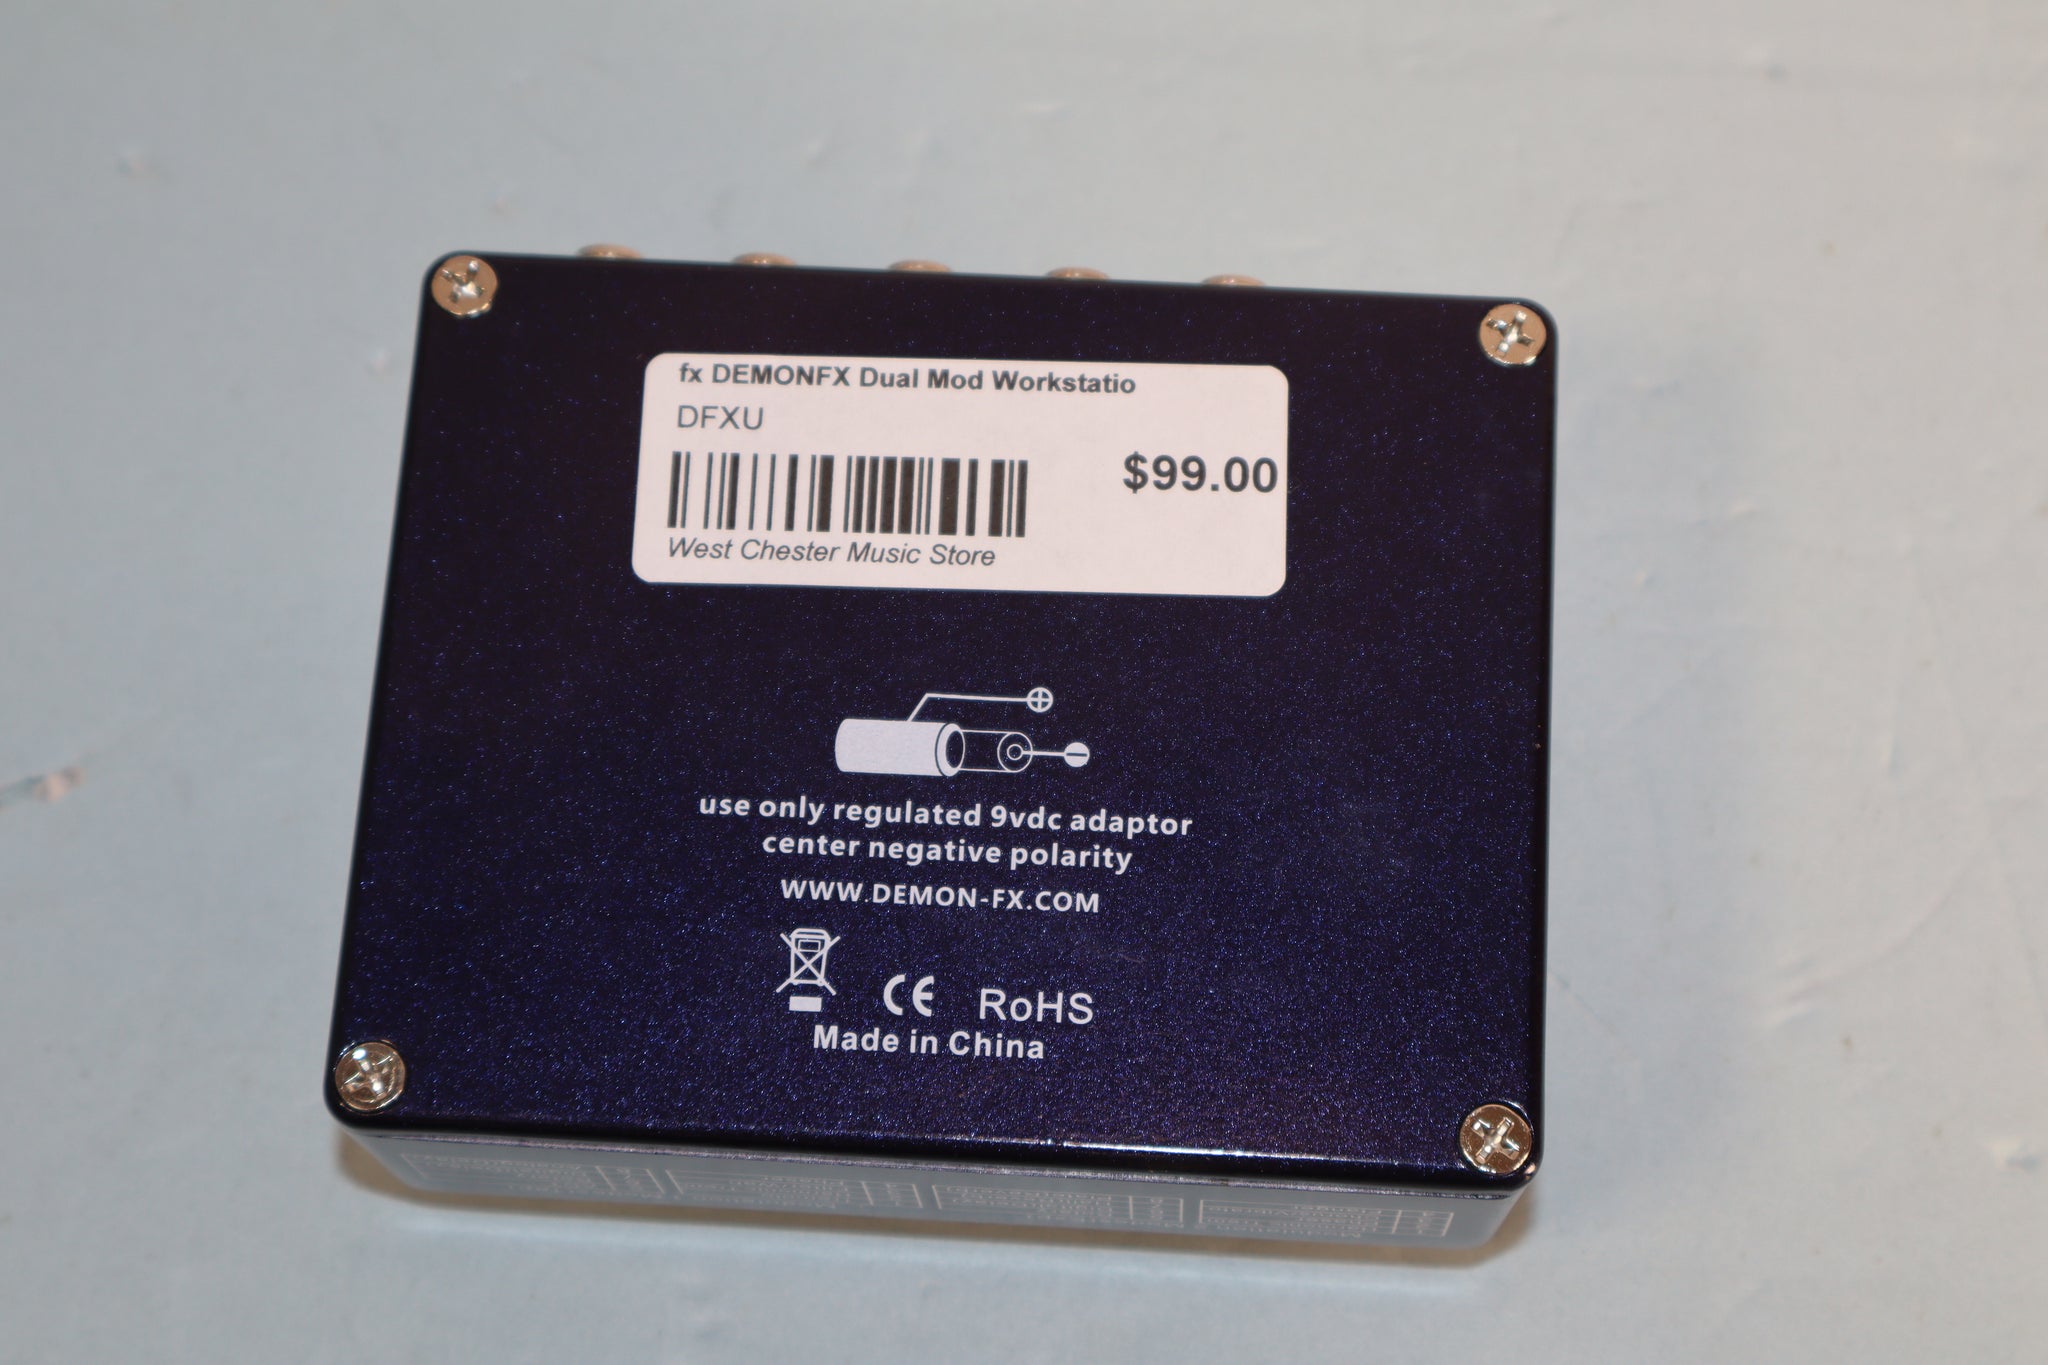 fx DEMONFX Dual Mod Workstatio
DFXU
$99.00
West Chester Music Store
use only regulated 9vdc adaptor
center negative polarity
WWW.DEMON-FX.COM
CE RoHS
Made in China